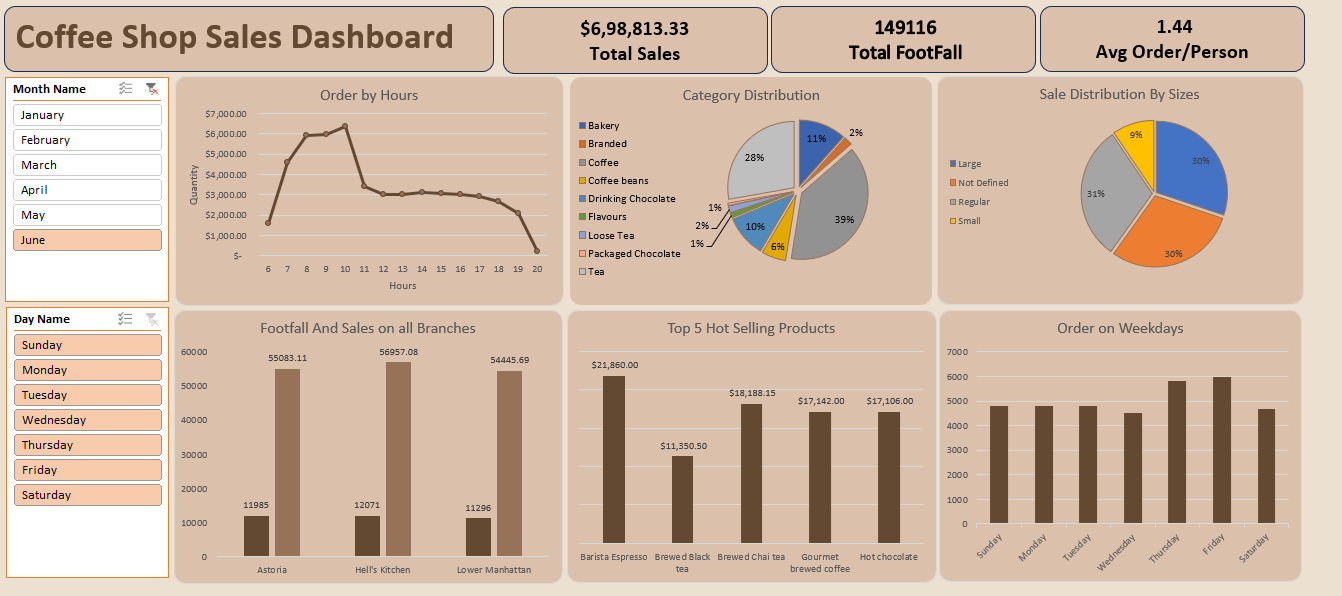 Coffee Shop Sales Dashboard
$6,98,813.33
Total Sales
149116
Total FootFall
1.44
Avg Order/Person
Month Name
January
February
March
April
May
June
Day Name
Sunday
Monday
Tuesday
Wednesday
Thursday
Friday
Saturday
Order by Hours
$7,000.00
$6,000.00
$5,000.00
$4,000.00
$3,000.00
$2,000.00
$1,000.00
$-
Quantity
6 7 8 9 10 11 12 13 14 15 16 17 18 19 20
Hours
Category Distribution
Bakery
Branded
Coffee
Coffee beans
Drinking Chocolate
Flavours
Loose Tea
Packaged Chocolate
Tea
11%
2%
39%
6%
10%
1%
2%
1%
28%
Sale Distribution By Sizes
Large
Not Defined
Regular
Small
30%
30%
31%
9%
Footfall And Sales on all Branches
60000
50000
40000
30000
20000
10000
0
11985
55083.11
12071
56957.08
11296
54445.69
Astoria
Hell's Kitchen
Lower Manhattan
Top 5 Hot Selling Products
$21,860.00
$11,350.50
$18,188.15
$17,142.00
$17,106.00
Barista Espresso
Brewed Black
tea
Brewed Chai tea
Gourmet
brewed coffee
Hot chocolate
Order on Weekdays
7000
6000
5000
4000
3000
2000
1000
0
Sunday
Monday
Tuesday
Wednesday
Thursday
Friday
Saturday